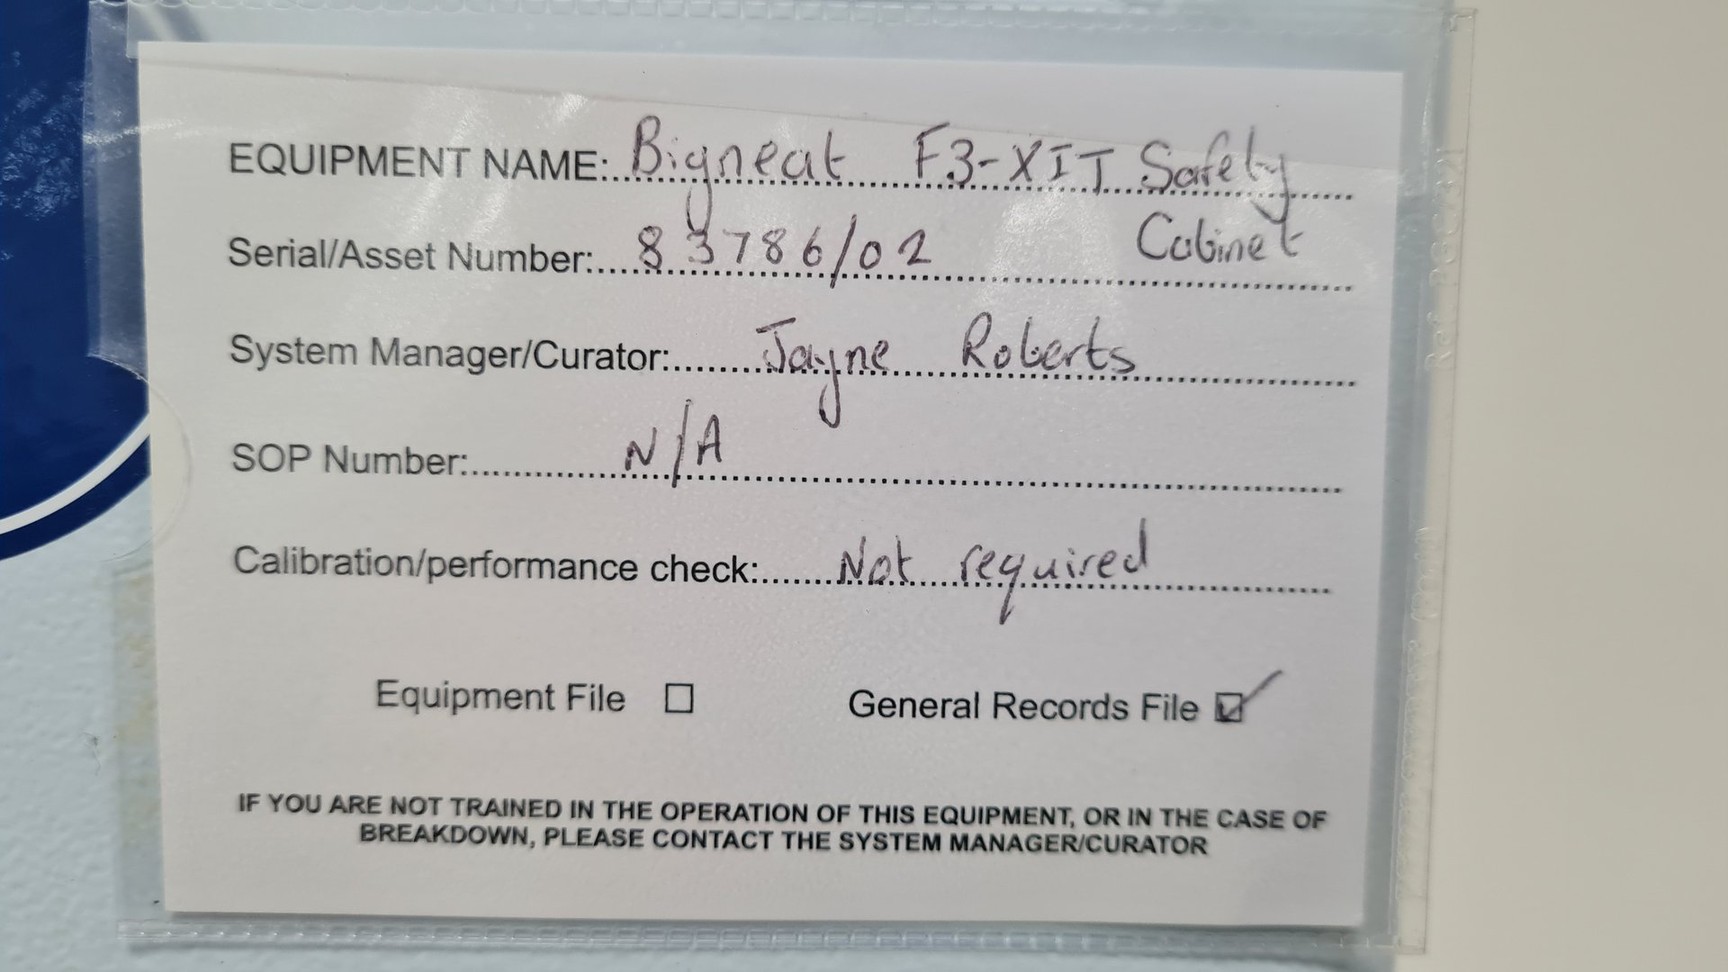 EQUIPMENT NAME: Bigneat F3-XIT Safety
Cabinet
Serial/Asset Number: 83786/02
System Manager/Curator: Jayne Roberts
SOP Number: N/A
Calibration/performance check: Not required
Equipment File ☐ General Records File ☑
IF YOU ARE NOT TRAINED IN THE OPERATION OF THIS EQUIPMENT, OR IN THE CASE OF
BREAKDOWN, PLEASE CONTACT THE SYSTEM MANAGER/CURATOR